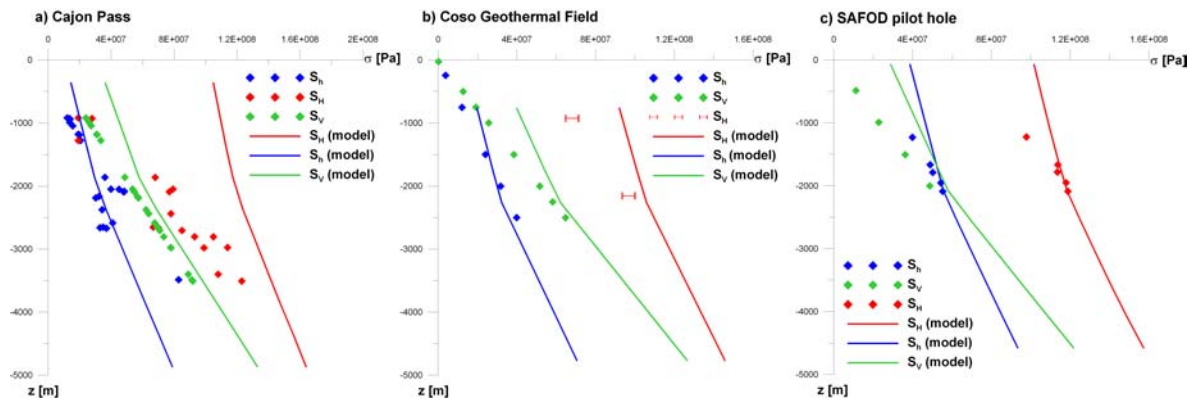 a) Cajon Pass
0 4E+007 8E+007 1.2E+008 1.6E+008 2E+008
σ [Pa]
0
-1000
-2000
-3000
-4000
-5000
z [m]
Sh
SH
SV
SH (model)
Sh (model)
SV (model)
b) Coso Geothermal Field
0 4E+007 8E+007 1.2E+008 1.6E+008
σ [Pa]
0
-1000
-2000
-3000
-4000
-5000
z [m]
Sh
SV
SH
SH (model)
Sh (model)
SV (model)
c) SAFOD pilot hole
0 4E+007 8E+007 1.2E+008 1.6E+008
σ [Pa]
0
-1000
-2000
-3000
-4000
-5000
z [m]
Sh
SV
SH
SH (model)
Sh (model)
SV (model)